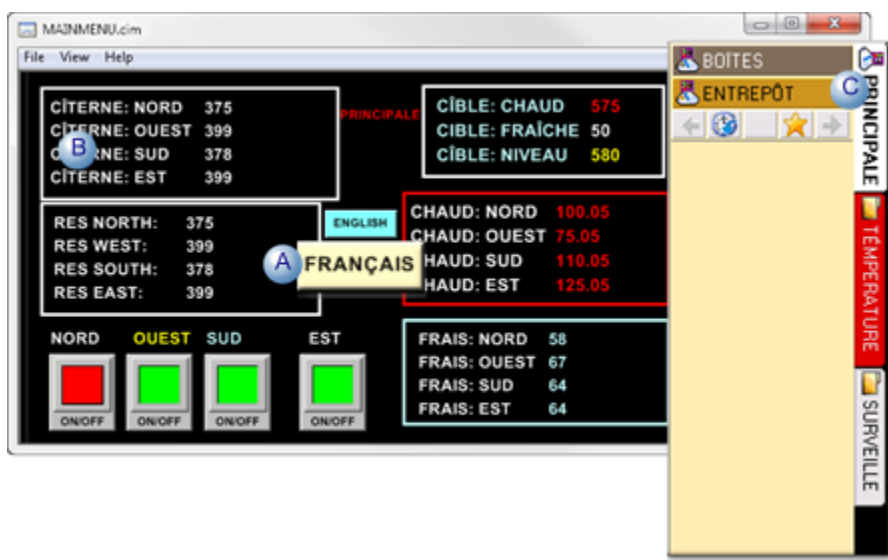 MAINMENU.cim
File View Help
CÎTERNE: NORD 375
CÎTERNE: OUEST 399
B
NE: SUD 378
CÎTERNE: EST 399
PRINCIPALE
CÎBLE: CHAUD 575
CIBLE: FRAÎCHE 50
CÎBLE: NIVEAU 580
RES NORTH: 375
RES WEST: 399
RES SOUTH: 378
RES EAST: 399
ENGLISH
A FRANÇAIS
CHAUD: NORD 100.05
CHAUD: OUEST 75.05
HAUD: SUD 110.05
HAUD: EST 125.05
NORD OUEST SUD EST
ON/OFF ON/OFF ON/OFF ON/OFF
FRAIS: NORD 58
FRAIS: OUEST 67
FRAIS: SUD 64
FRAIS: EST 64
BOÎTES
ENTREPÔT
C
PRINCIPALE
TÉMPERATURE
SURVEILLE